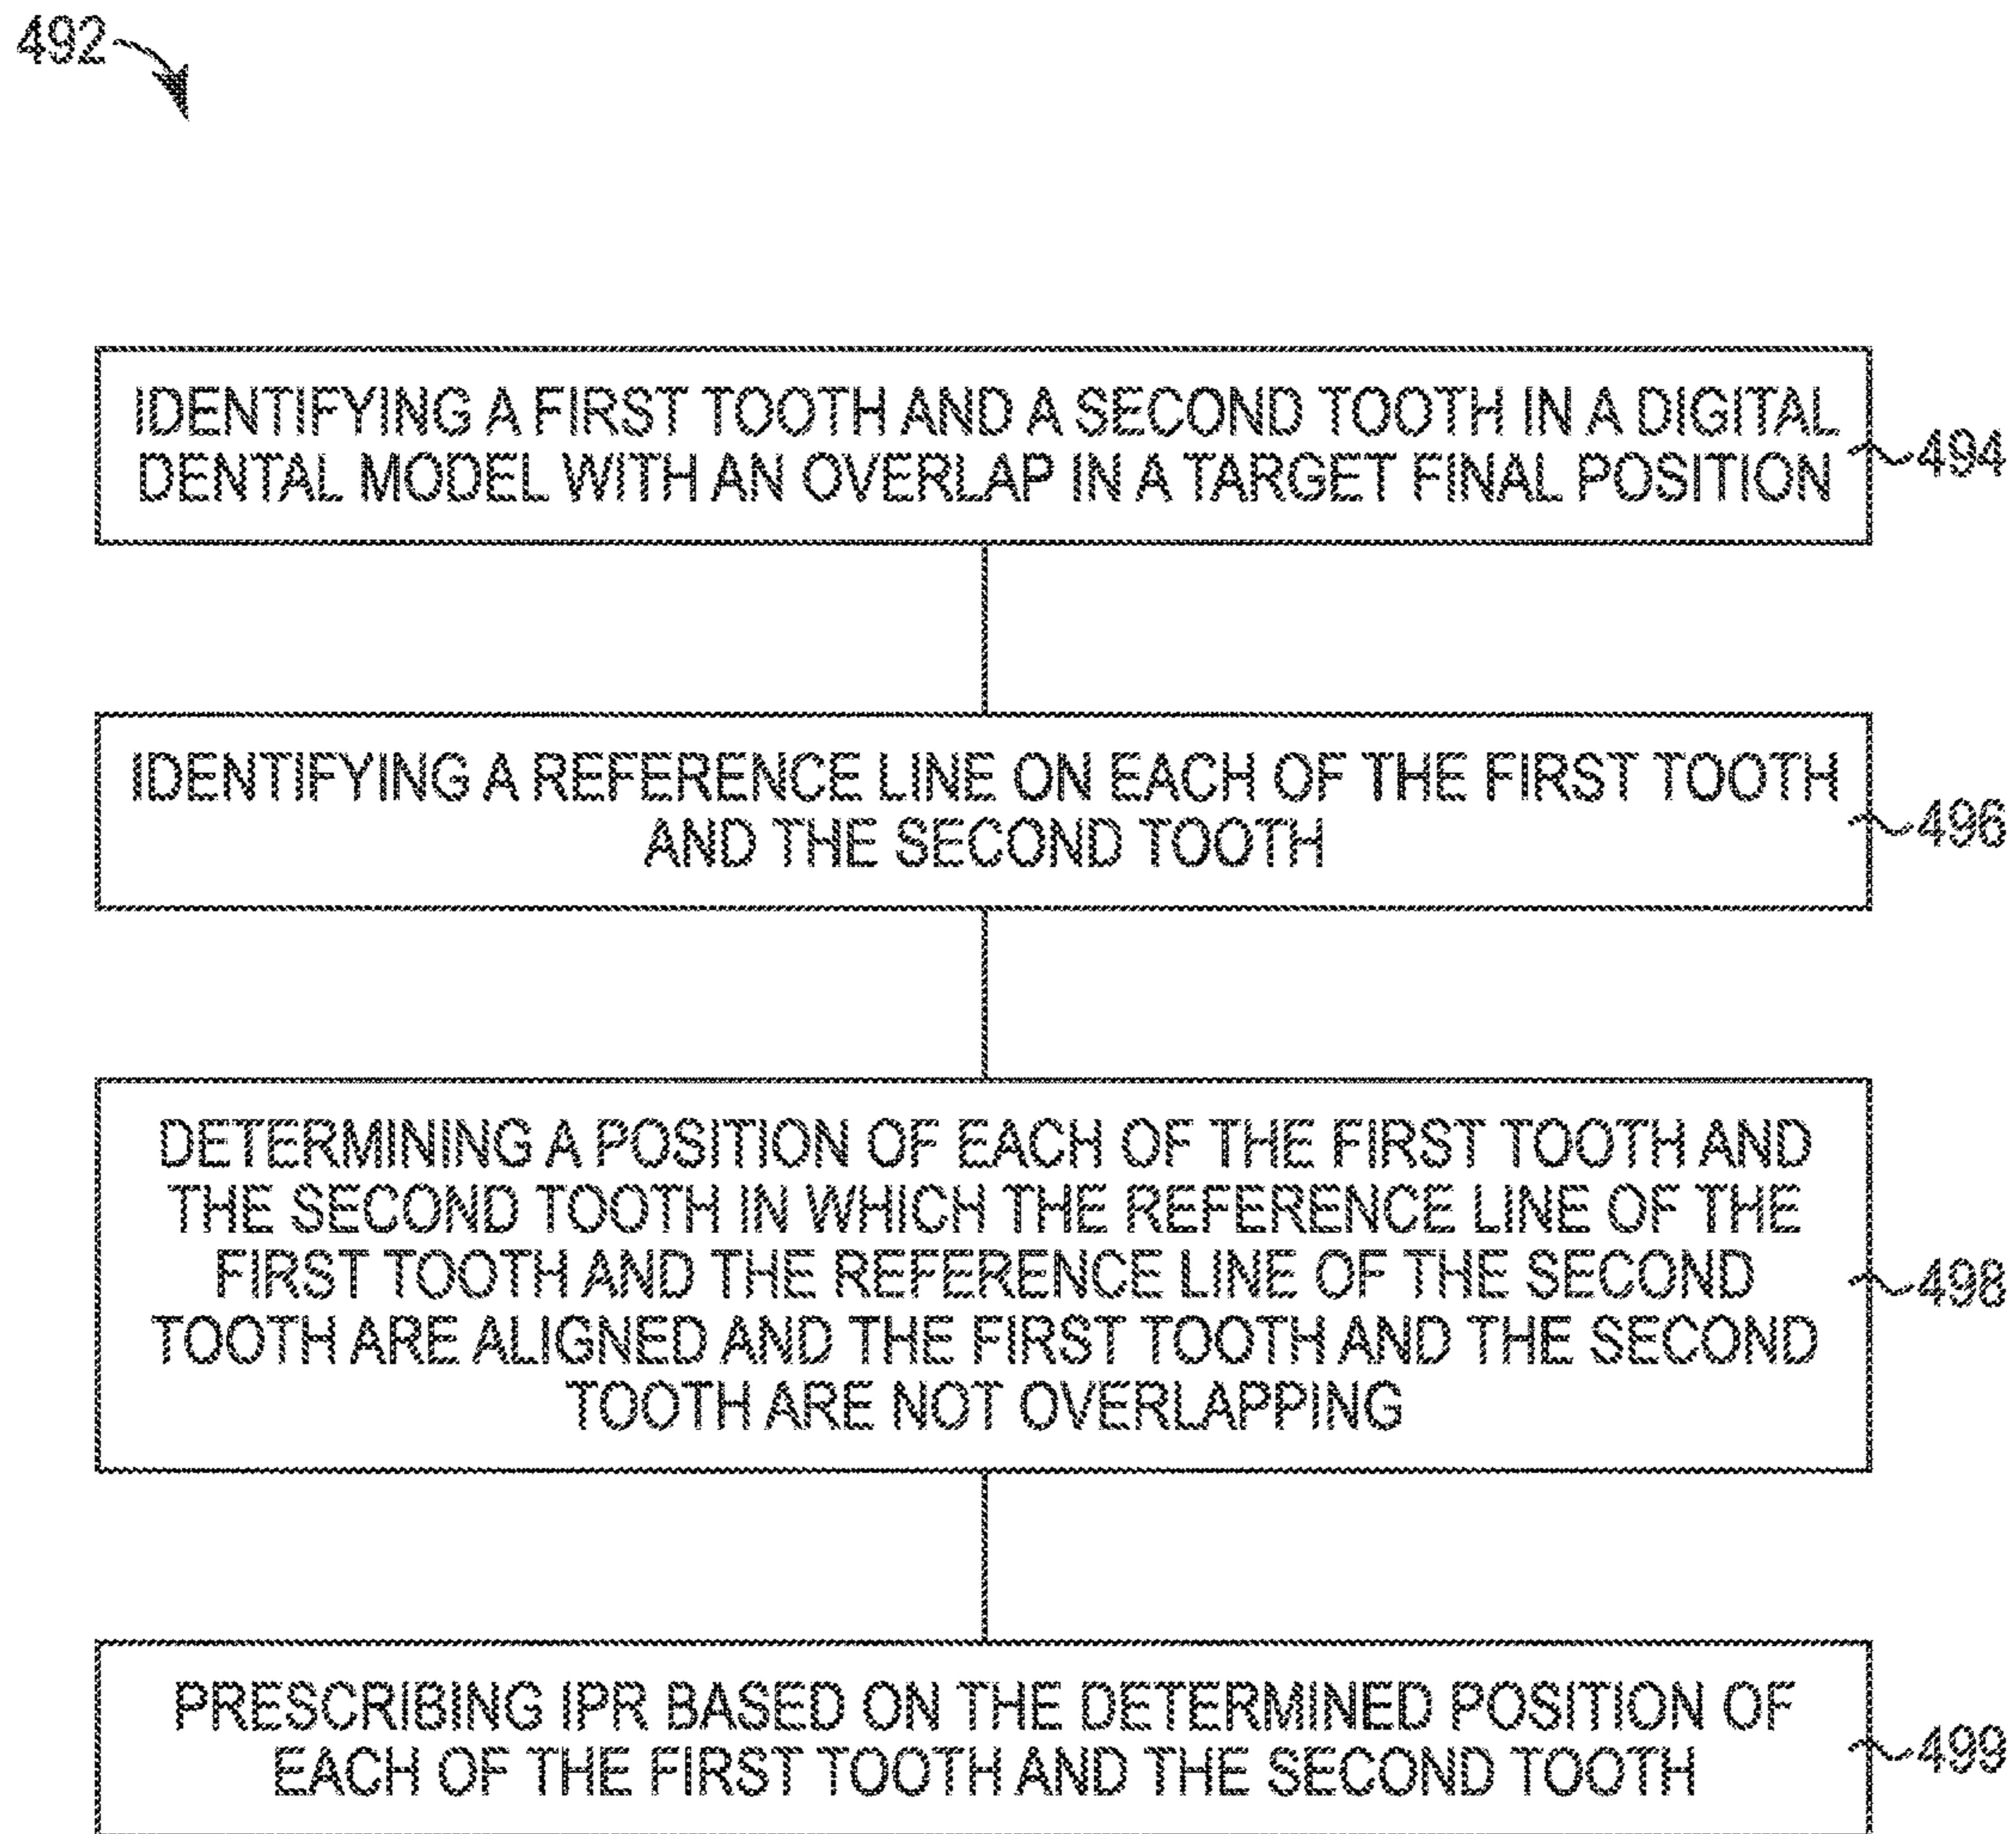 492
IDENTIFYING A FIRST TOOTH AND A SECOND TOOTH IN A DIGITAL
DENTAL MODEL WITH AN OVERLAP IN A TARGET FINAL POSITION
494
IDENTIFYING A REFERENCE LINE ON EACH OF THE FIRST TOOTH
AND THE SECOND TOOTH
496
DETERMINING A POSITION OF EACH OF THE FIRST TOOTH AND
THE SECOND TOOTH IN WHICH THE REFERENCE LINE OF THE
FIRST TOOTH AND THE REFERENCE LINE OF THE SECOND
TOOTH ARE ALIGNED AND THE FIRST TOOTH AND THE SECOND
TOOTH ARE NOT OVERLAPPING
498
PRESCRIBING IPR BASED ON THE DETERMINED POSITION OF
EACH OF THE FIRST TOOTH AND THE SECOND TOOTH
499